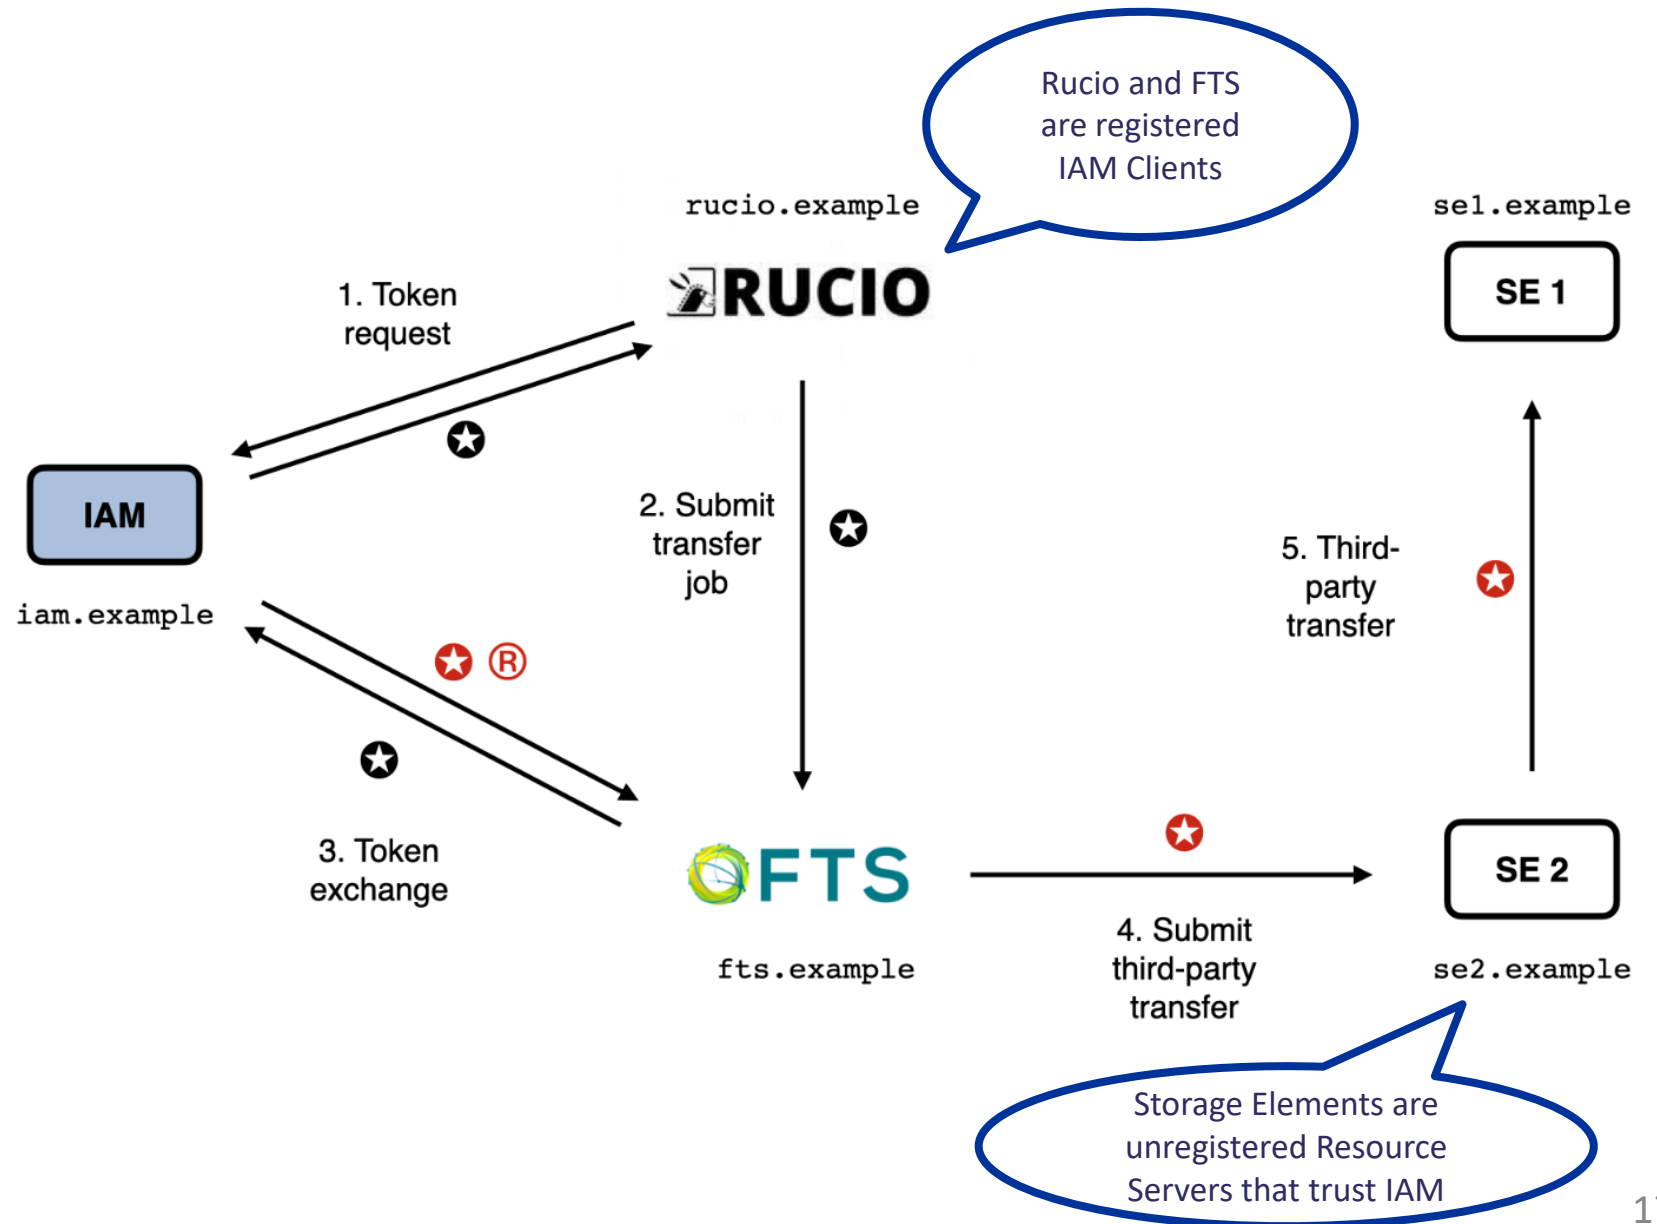 Rucio and FTS
are registered
IAM Clients
rucio.example
se1.example
RUCIO
SE 1
1. Token
request
IAM
iam.example
2. Submit
transfer
job
5. Third-
party
transfer
®
3. Token
exchange
FTS
fts.example
4. Submit
third-party
transfer
SE 2
se2.example
Storage Elements are
unregistered Resource
Servers that trust IAM